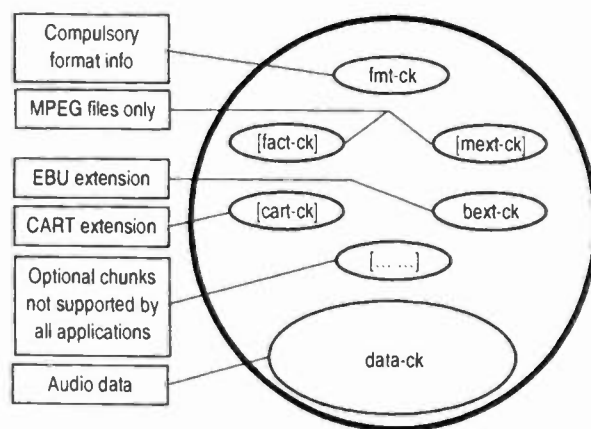 Compulsory
format info
fmt-ck
MPEG files only
[fact-ck]
[mext-ck]
EBU extension
[cart-ck]
bext-ck
CART extension
Optional chunks
not supported by
all applications
[... ...]
data-ck
Audio data